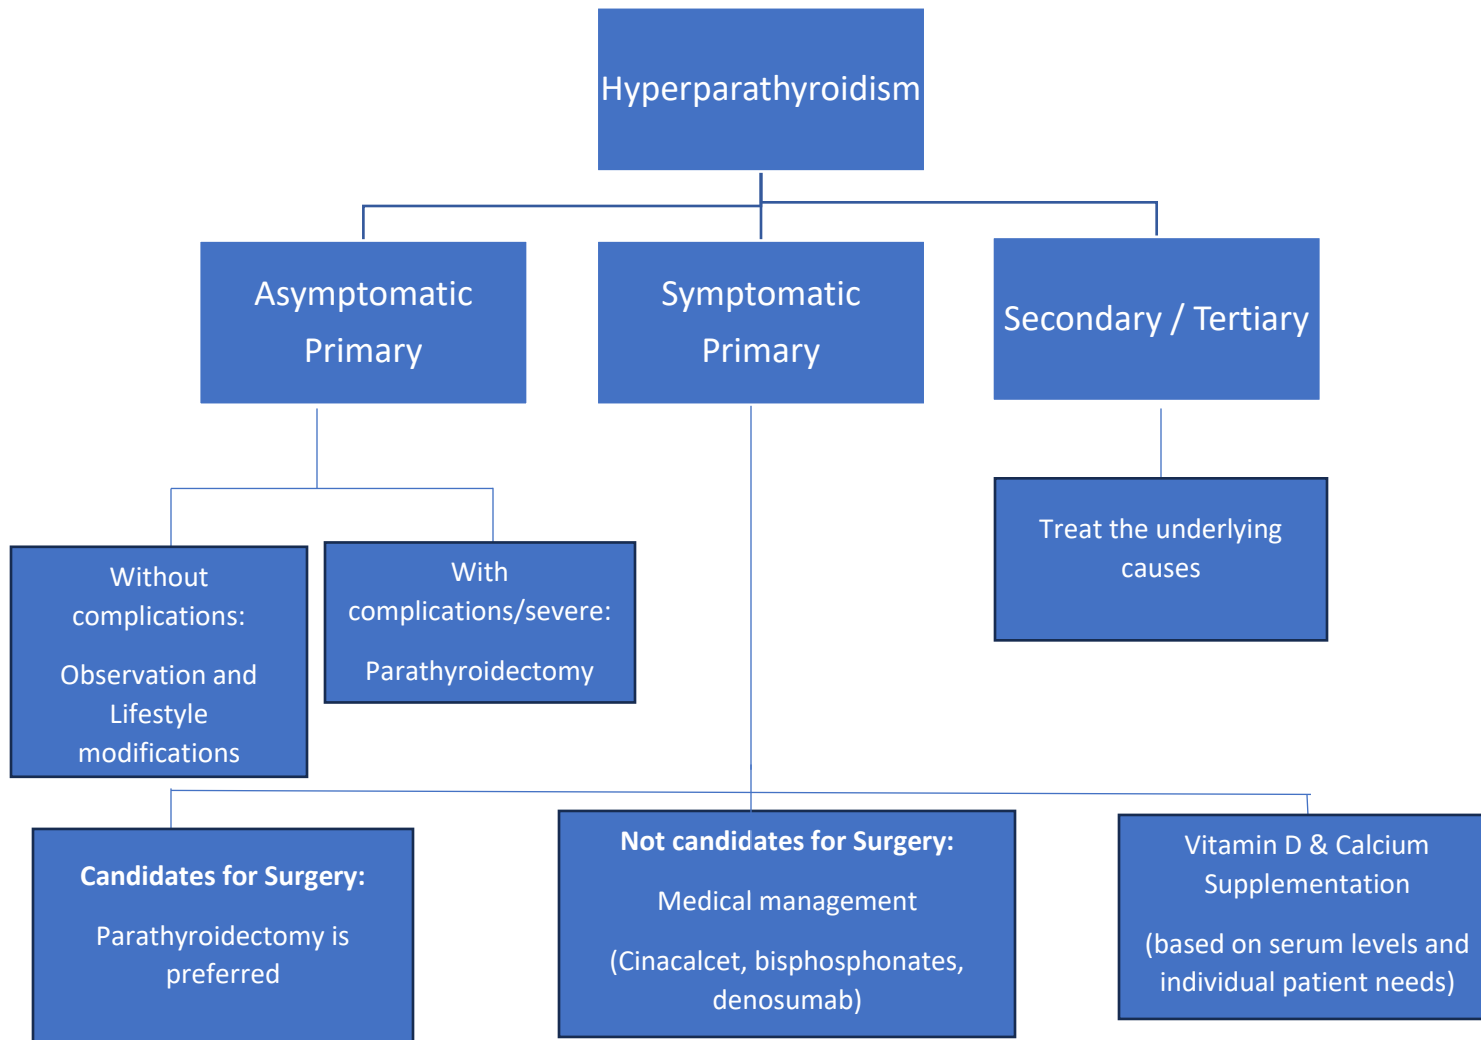 Hyperparathyroidism
Asymptomatic
Primary
Symptomatic
Primary
Secondary / Tertiary
Without
complications:
Observation and
Lifestyle
modifications
With
complications/severe:
Parathyroidectomy
Treat the underlying
causes
Candidates for Surgery:
Parathyroidectomy is
preferred
Not candidates for Surgery:
Medical management
(Cinacalcet, bisphosphonates,
denosumab)
Vitamin D & Calcium
Supplementation
(based on serum levels and
individual patient needs)